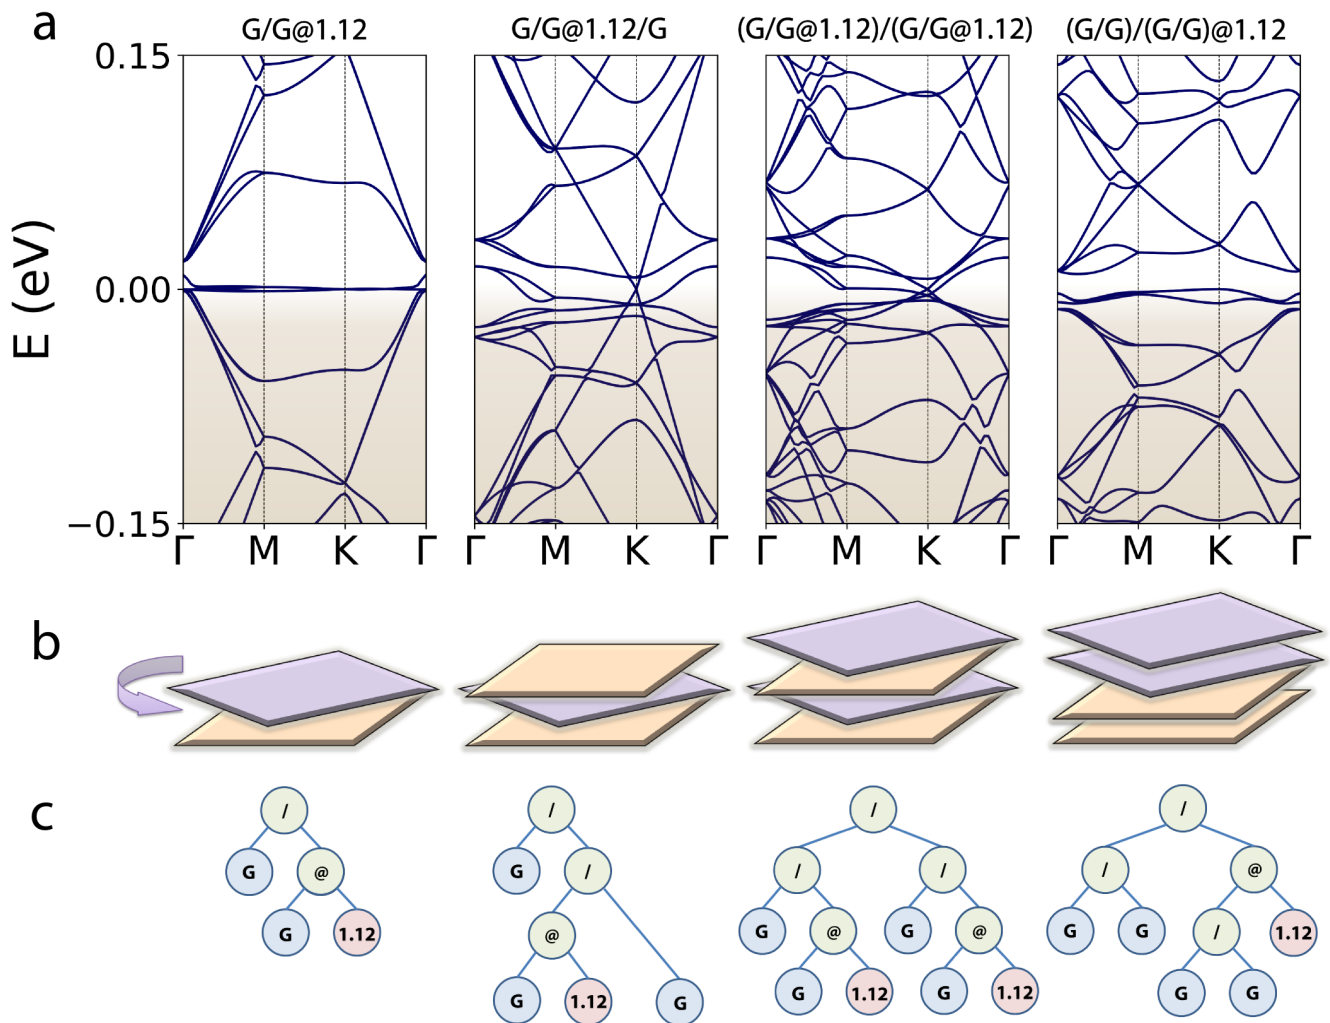 a
G/G@1.12
G/G@1.12/G
(G/G@1.12)/(G/G@1.12)
(G/G)/(G/G)@1.12
E (eV)
0.15
0.00
−0.15
Γ M K Γ
Γ M K Γ
Γ M K Γ
Γ M K Γ
b
c
/
G @
G 1.12
/
G /
@
G 1.12 G
/
/ /
G @ G @
G 1.12 G 1.12
/
/ @
G G / 1.12
G G